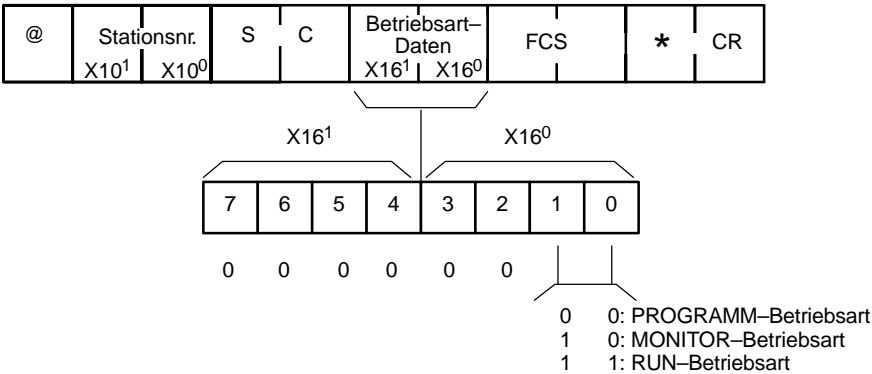 @ Stationsnr. S C Betriebsart– FCS * CR
Daten
X10¹ X10⁰ X16¹ X16⁰
X16¹ X16⁰
7 6 5 4 3 2 1 0
0 0 0 0 0 0
0 0: PROGRAMM–Betriebsart
1 0: MONITOR–Betriebsart
1 1: RUN–Betriebsart